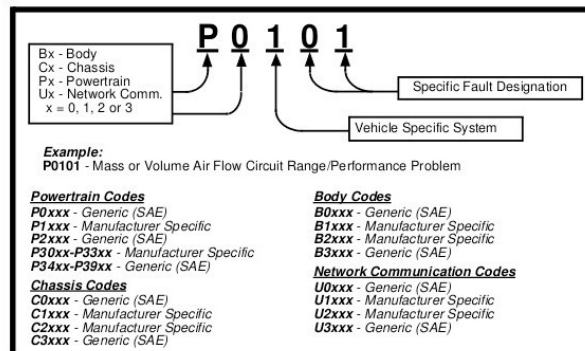 P 0 1 0 1
Bx - Body
Cx - Chassis
Px - Powertrain
Ux - Network Comm.
x = 0, 1, 2 or 3
Specific Fault Designation
Vehicle Specific System
Example:
P0101 - Mass or Volume Air Flow Circuit Range/Performance Problem
Powertrain Codes
P0xxx - Generic (SAE)
P1xxx - Manufacturer Specific
P2xxx - Generic (SAE)
P30xx-P33xx - Manufacturer Specific
P34xx-P39xx - Generic (SAE)
Chassis Codes
C0xxx - Generic (SAE)
C1xxx - Manufacturer Specific
C2xxx - Manufacturer Specific
C3xxx - Generic (SAE)
Body Codes
B0xxx - Generic (SAE)
B1xxx - Manufacturer Specific
B2xxx - Manufacturer Specific
B3xxx - Generic (SAE)
Network Communication Codes
U0xxx - Generic (SAE)
U1xxx - Manufacturer Specific
U2xxx - Manufacturer Specific
U3xxx - Generic (SAE)